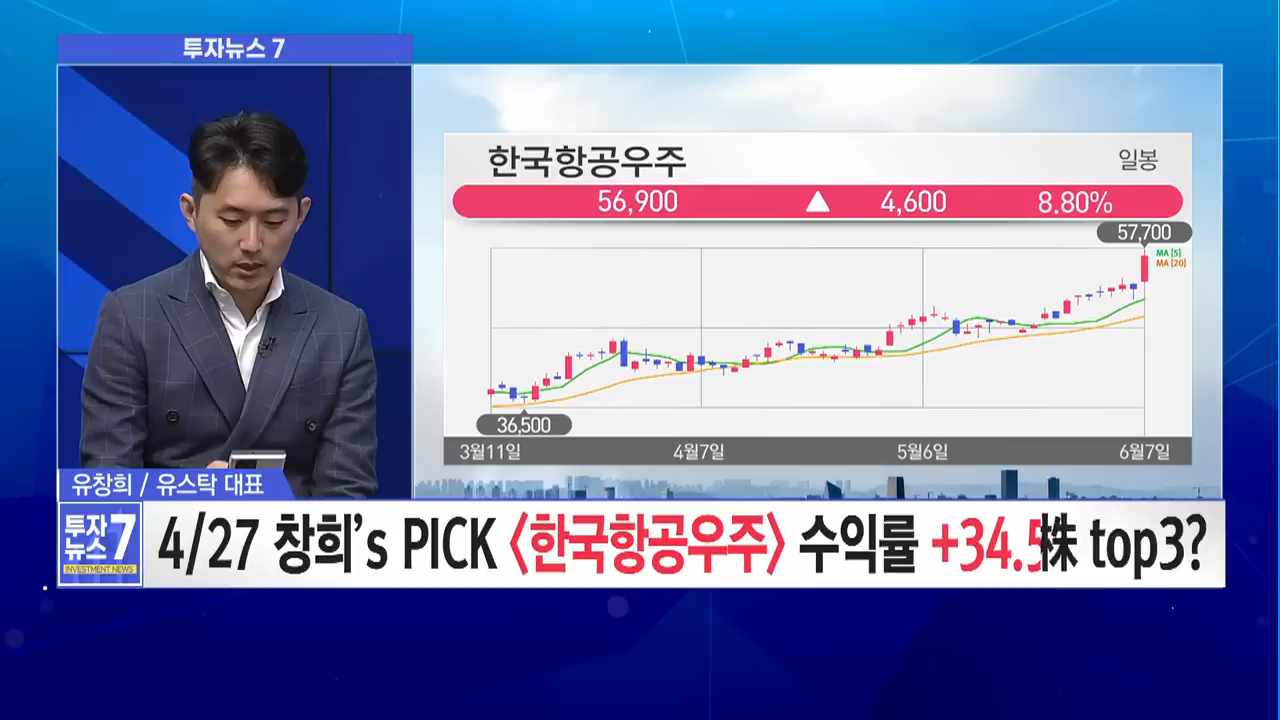 투자뉴스 7
한국항공우주
일봉
56,900 ▲ 4,600 8.80%
57,700
MA [5]
MA [20]
36,500
3월11일 4월7일 5월6일 6월7일
유창희 / 유스탁 대표
투자
뉴스 7
INVESTMENT NEWS
4/27 창희's PICK <한국항공우주> 수익률 +34.5株 top3?